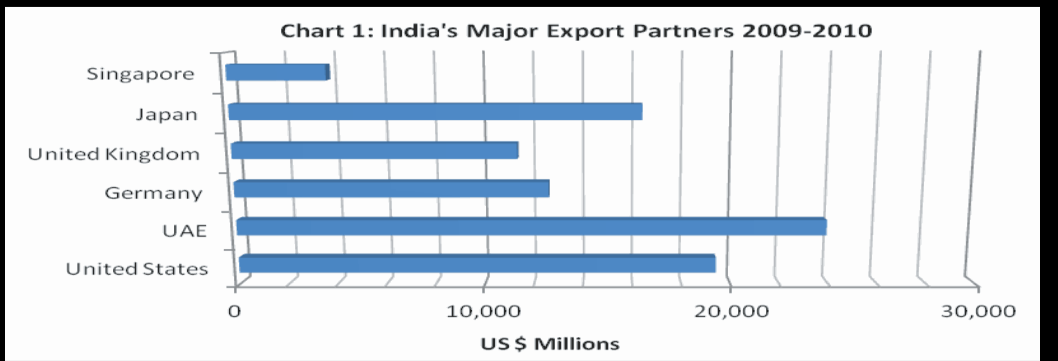 Chart 1: India's Major Export Partners 2009-2010
Singapore
Japan
United Kingdom
Germany
UAE
United States
0 10,000 20,000 30,000
US $ Millions